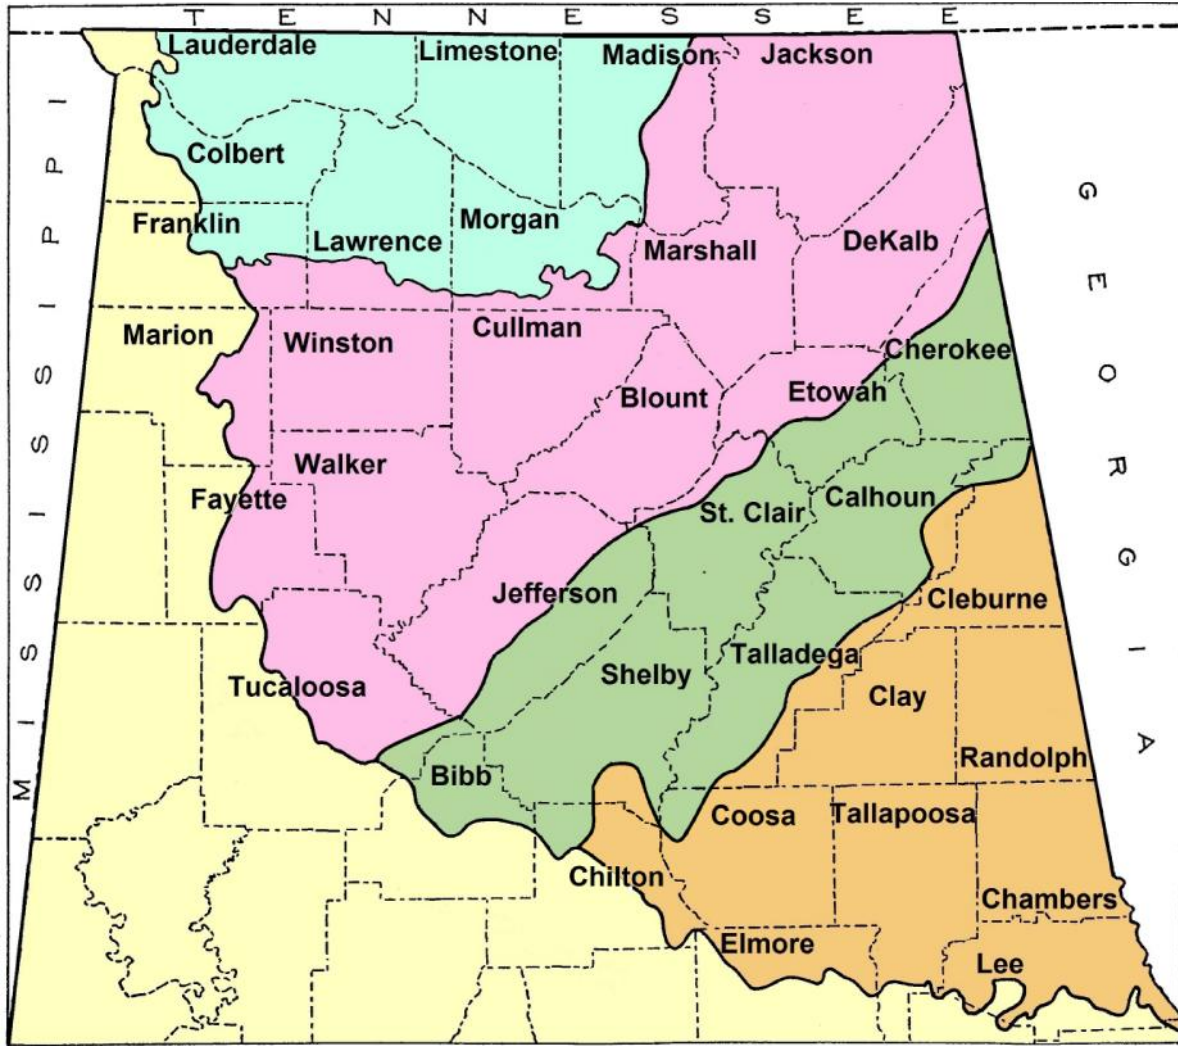 TENNESSEE
Lauderdale Limestone Madison Jackson
MISSISSIPPI
GEORGIA
Colbert
Franklin Lawrence Morgan Marshall DeKalb
Marion Winston Cullman Cherokee
Blount Etowah
Walker
Fayette St. Clair Calhoun
Jefferson Cleburne
Tucaloosa Shelby Talladega Clay
Bibb Randolph
Coosa Tallapoosa
Chilton Chambers
Elmore Lee